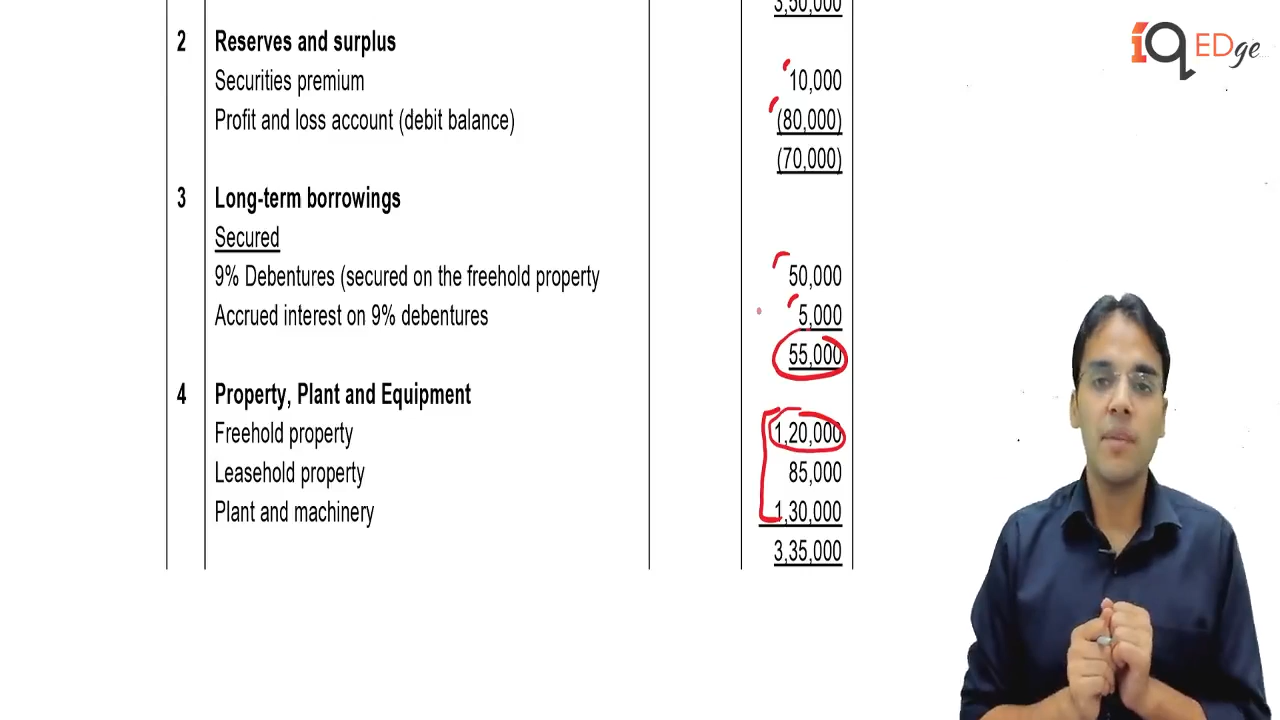 3,50,000
iQ EDge
2 Reserves and surplus
Securities premium 10,000
Profit and loss account (debit balance) (80,000)
(70,000)
3 Long-term borrowings
Secured
9% Debentures (secured on the freehold property 50,000
Accrued interest on 9% debentures 5,000
55,000
4 Property, Plant and Equipment
Freehold property 1,20,000
Leasehold property 85,000
Plant and machinery 1,30,000
3,35,000